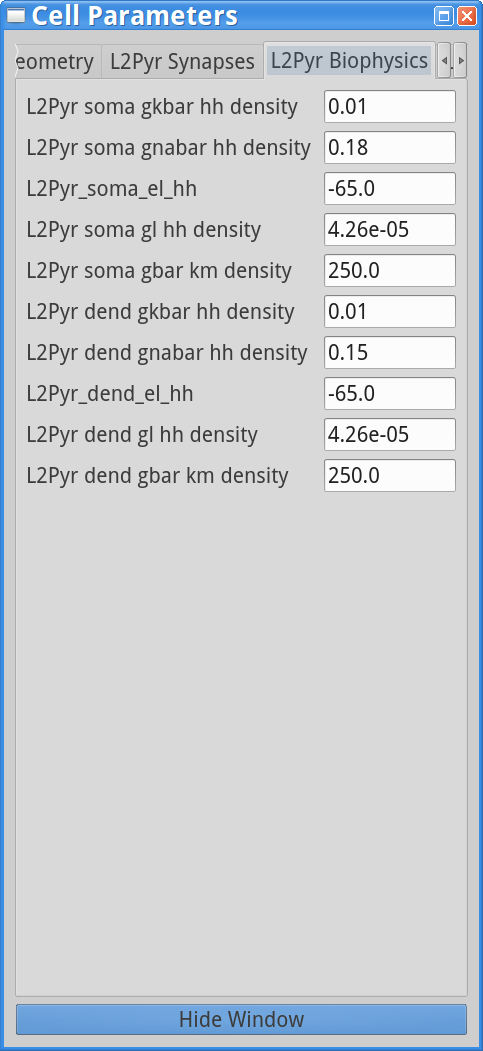 Cell Parameters
eometry L2Pyr Synapses L2Pyr Biophysics
L2Pyr soma gkbar hh density 0.01
L2Pyr soma gnabar hh density 0.18
L2Pyr_soma_el_hh -65.0
L2Pyr soma gl hh density 4.26e-05
L2Pyr soma gbar km density 250.0
L2Pyr dend gkbar hh density 0.01
L2Pyr dend gnabar hh density 0.15
L2Pyr_dend_el_hh -65.0
L2Pyr dend gl hh density 4.26e-05
L2Pyr dend gbar km density 250.0
Hide Window